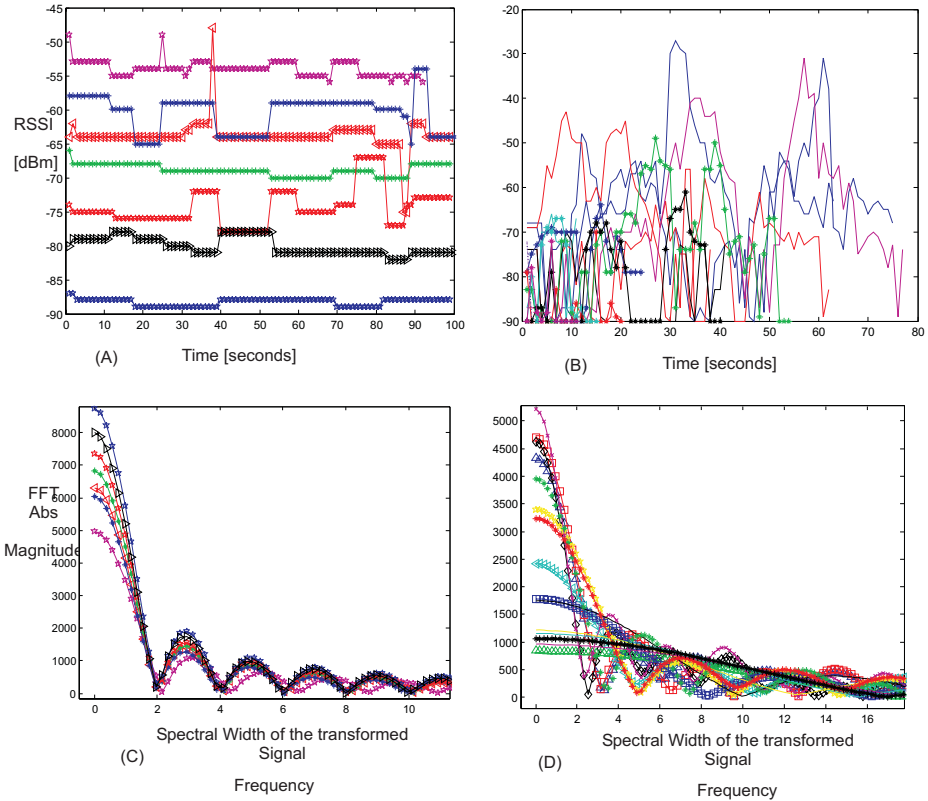 -45
-50
-55
-60
-65
-70
-75
-80
-85
-90
RSSI
[dBm]
0 10 20 30 40 50 60 70 80 90 100
(A)
Time [seconds]
-20
-30
-40
-50
-60
-70
-80
-90
0 10 20 30 40 50 60 70 80
(B)
Time [seconds]
8000
7000
6000
5000
4000
3000
2000
1000
0
FFT
Abs
Magnitude
0 2 4 6 8 10
(C)
Spectral Width of the transformed
Signal
Frequency
5000
4500
4000
3500
3000
2500
2000
1500
1000
500
0
0 2 4 6 8 10 12 14 16
(D)
Spectral Width of the transformed
Signal
Frequency